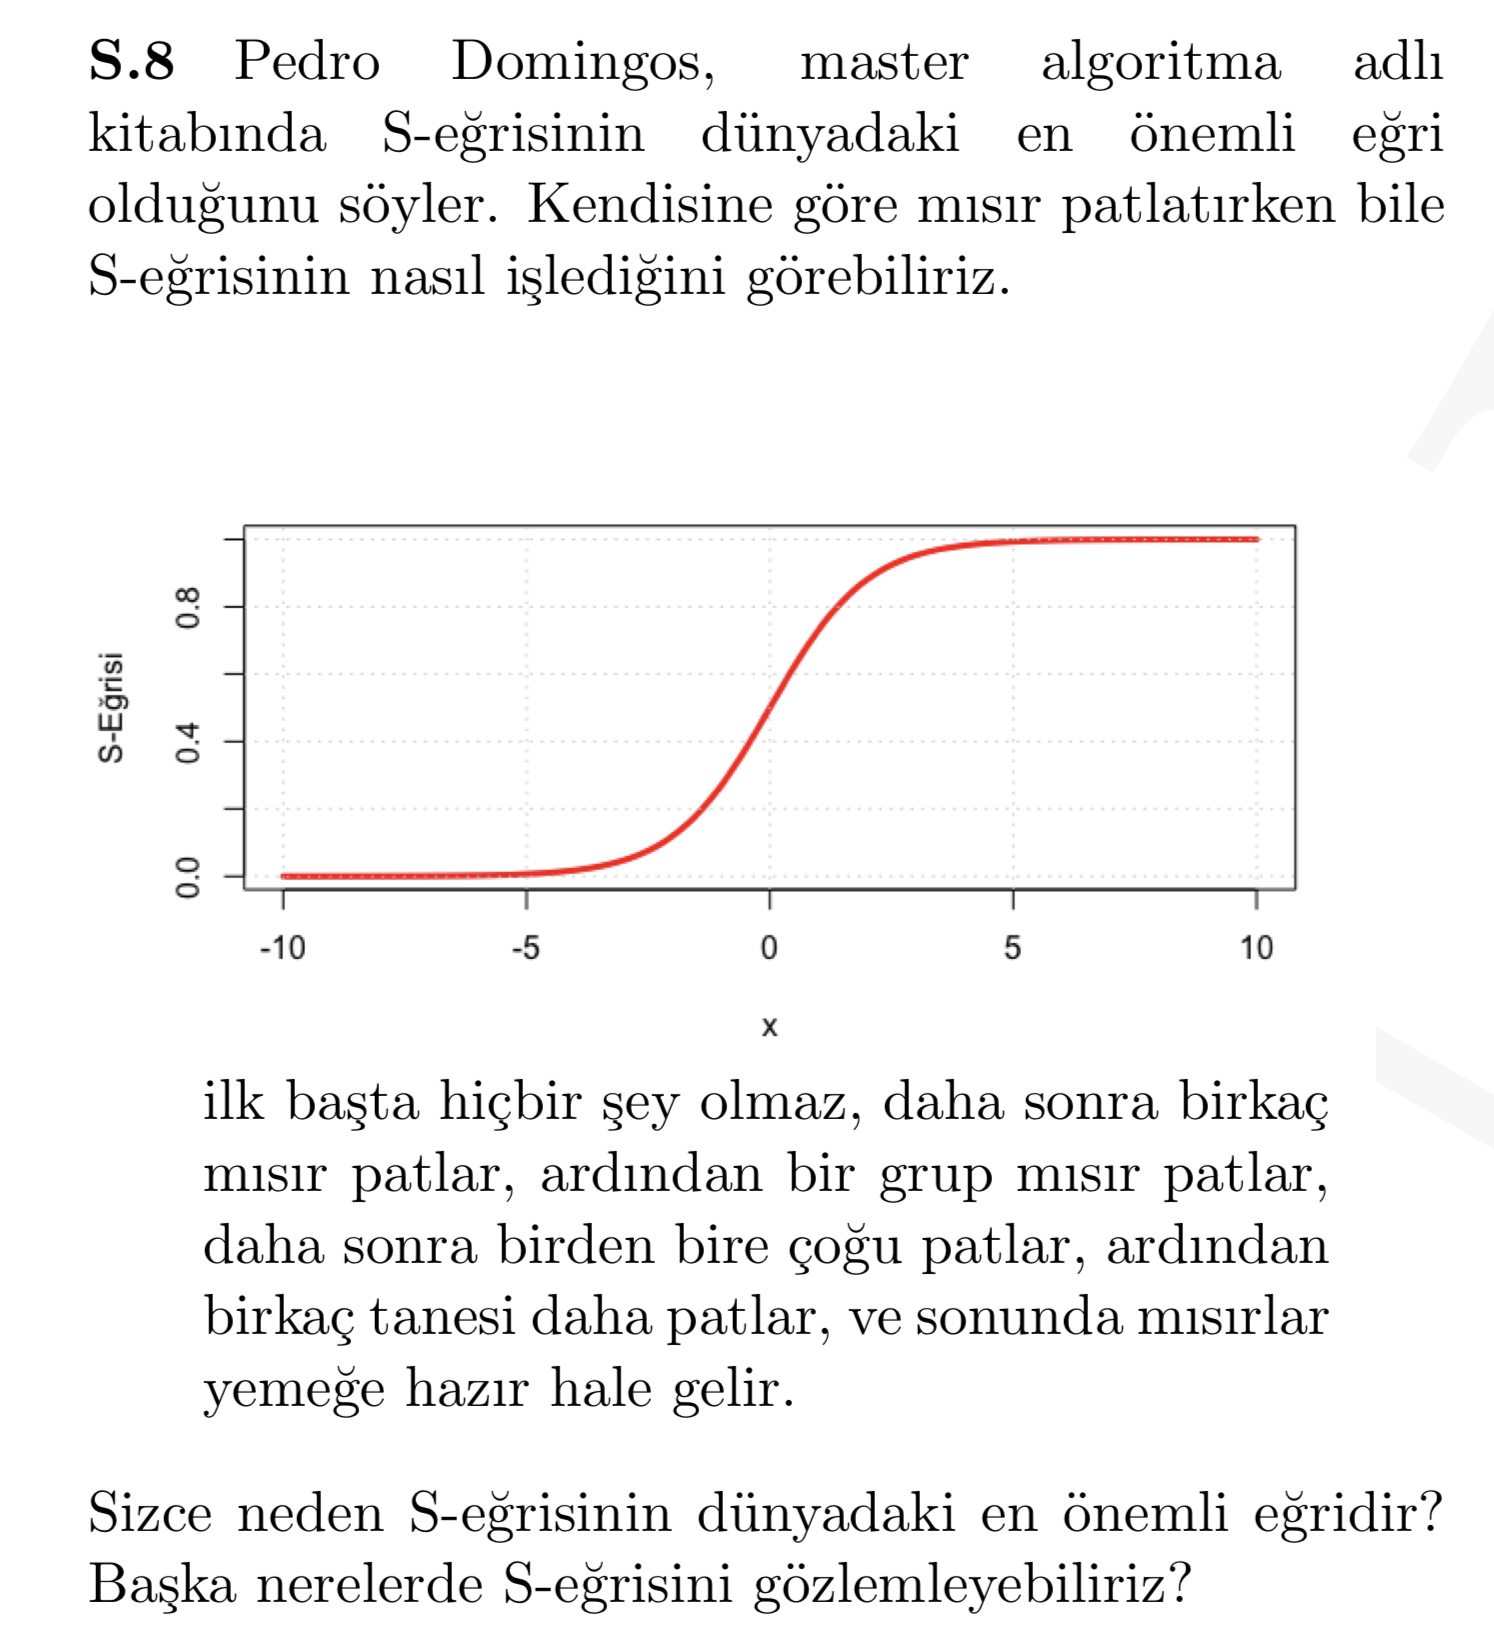 S.8 Pedro Domingos, master algoritma adlı
kitabında S-eğrisinin dünyadaki en önemli eğri
olduğunu söyler. Kendisine göre mısır patlatırken bile
S-eğrisinin nasıl işlediğini görebiliriz.
0.8
0.4
0.0
S-Eğrisi
-10 -5 0 5 10
x
ilk başta hiçbir şey olmaz, daha sonra birkaç
mısır patlar, ardından bir grup mısır patlar,
daha sonra birden bire çoğu patlar, ardından
birkaç tanesi daha patlar, ve sonunda mısırlar
yemeğe hazır hale gelir.
Sizce neden S-eğrisinin dünyadaki en önemli eğridir?
Başka nerelerde S-eğrisini gözlemleyebiliriz?